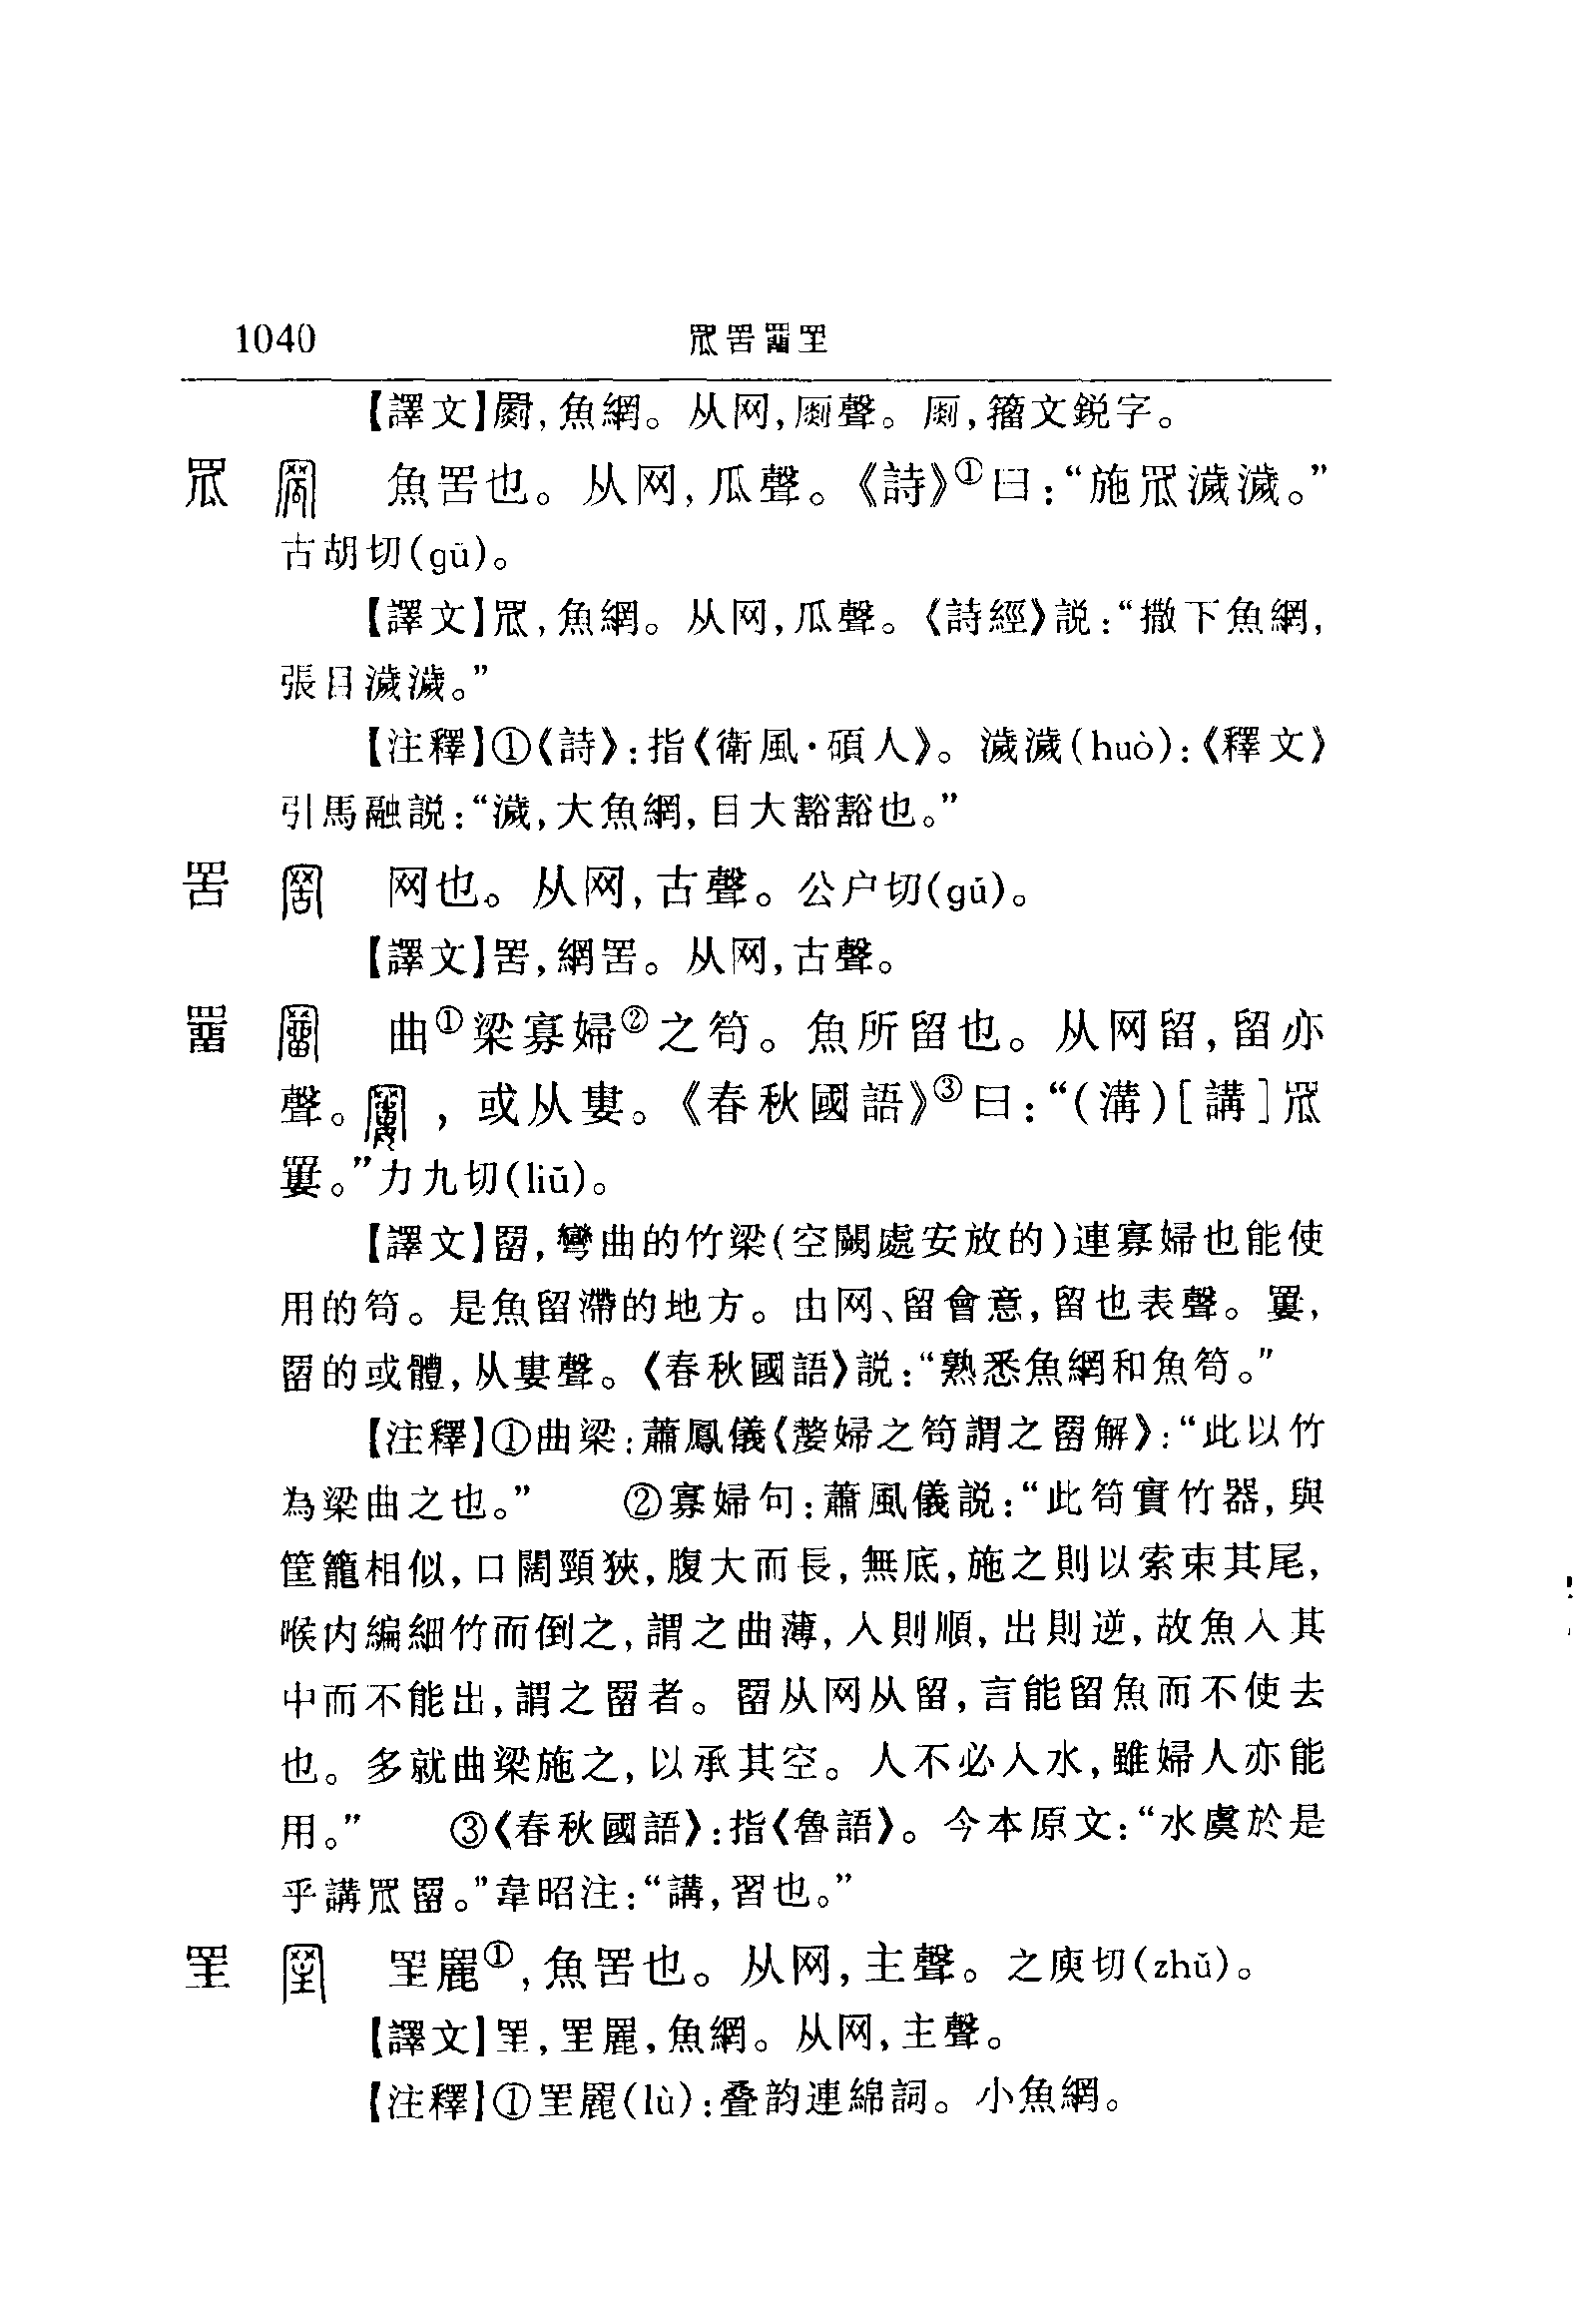 1040 罛罟罶罜
【譯文】罽,魚網。从网,㓹聲。㓹,籀文鋭字。
罛 魚罟也。从网,瓜聲。《詩》①曰:“施罛濊濊。”
古胡切(gū)。
【譯文】罛,魚網。从网,瓜聲。《詩經》説:“撒下魚網,
張目濊濊。”
【注釋】①《詩》:指《衛風·碩人》。濊濊(huò):《釋文》
引馬融説:“濊,大魚網,目大豁豁也。”
罟 网也。从网,古聲。公户切(gǔ)。
【譯文】罟,網罟。从网,古聲。
罶 曲①梁寡婦②之笱。魚所留也。从网留,留亦
聲。,或从婁。《春秋國語》③曰:“(溝)[講]罛
䍣。”力九切(liǔ)。
【譯文】罶,彎曲的竹梁(空闕處安放的)連寡婦也能使
用的笱。是魚留滯的地方。由网、留會意,留也表聲。䍣,
罶的或體,从婁聲。《春秋國語》説:“熟悉魚網和魚笱。”
【注釋】①曲梁:蕭鳳儀《嫠婦之笱謂之罶解》:“此以竹
為梁曲之也。” ②寡婦句:蕭風儀説:“此笱實竹器,與
筐籠相似,口闊頸狹,腹大而長,無底,施之則以索束其尾,
喉内編細竹而倒之,謂之曲薄,入則順,出則逆,故魚入其
中而不能出,謂之罶者。罶从网从留,言能留魚而不使去
也。多就曲梁施之,以承其空。人不必入水,雖婦人亦能
用。” ③《春秋國語》:指《魯語》。今本原文:“水虞於是
乎講罛罶。”韋昭注:“講,習也。”
罜 罜䍡①,魚罟也。从网,主聲。之庾切(zhǔ)。
【譯文】罜,罜䍡,魚網。从网,主聲。
【注釋】①罜䍡(lù):叠韵連綿詞。小魚網。